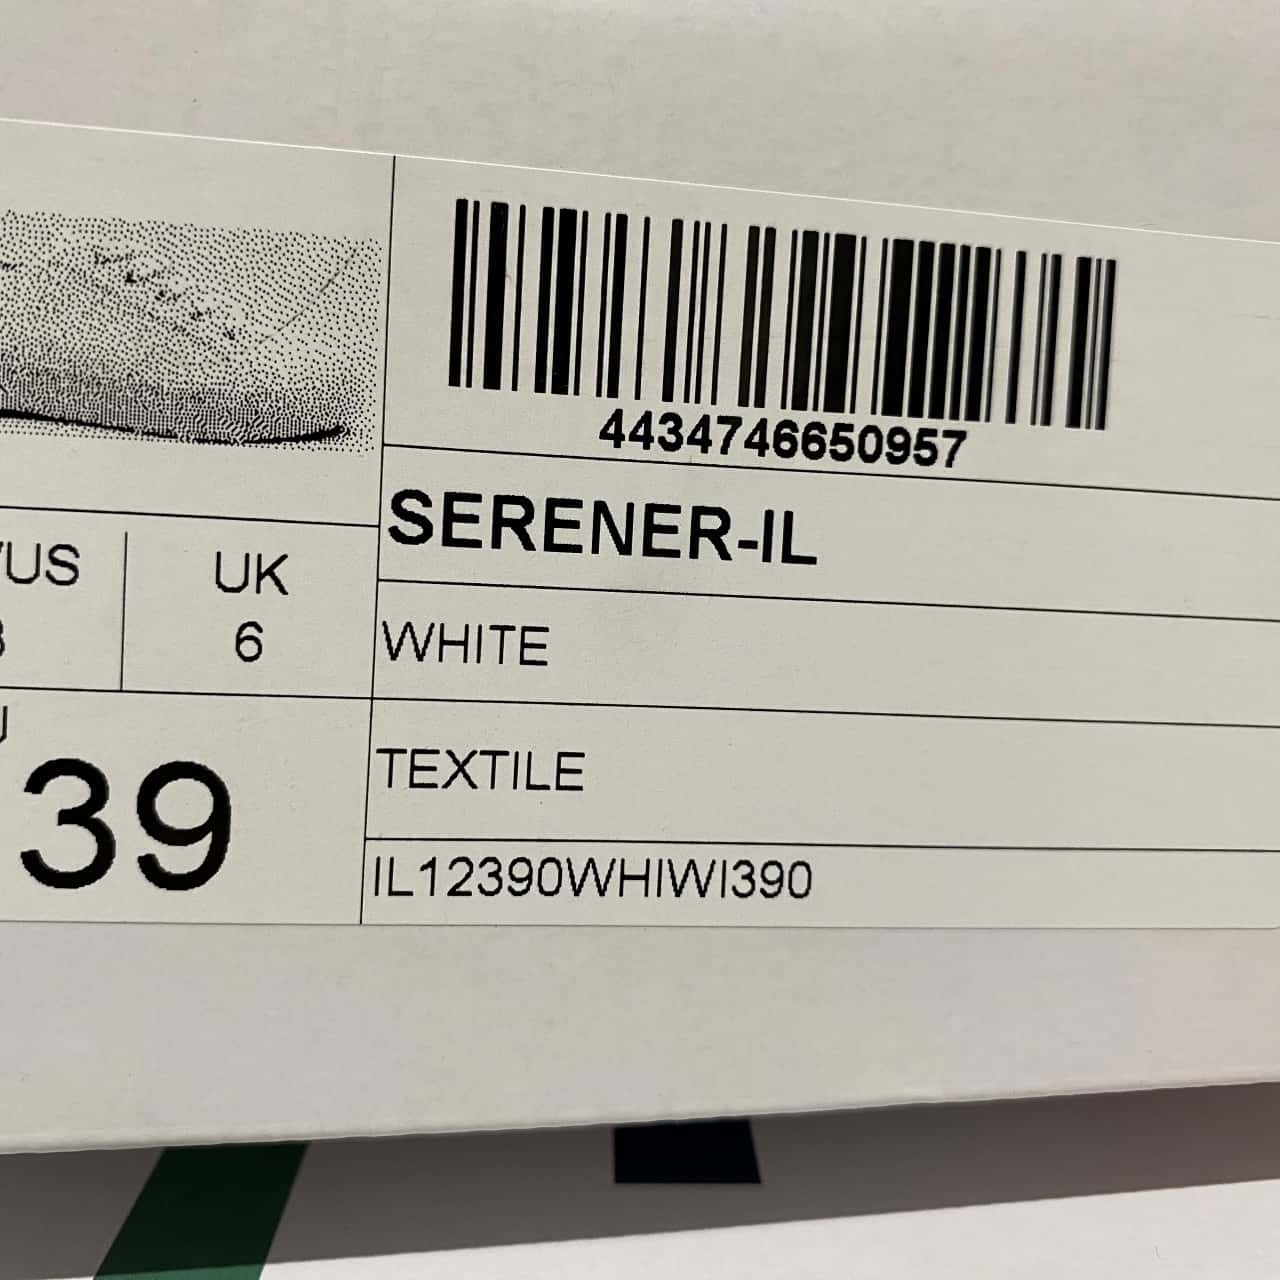 4434746650957
SERENER-IL
/US
UK
6
WHITE
39
TEXTILE
IL12390WHIWI390